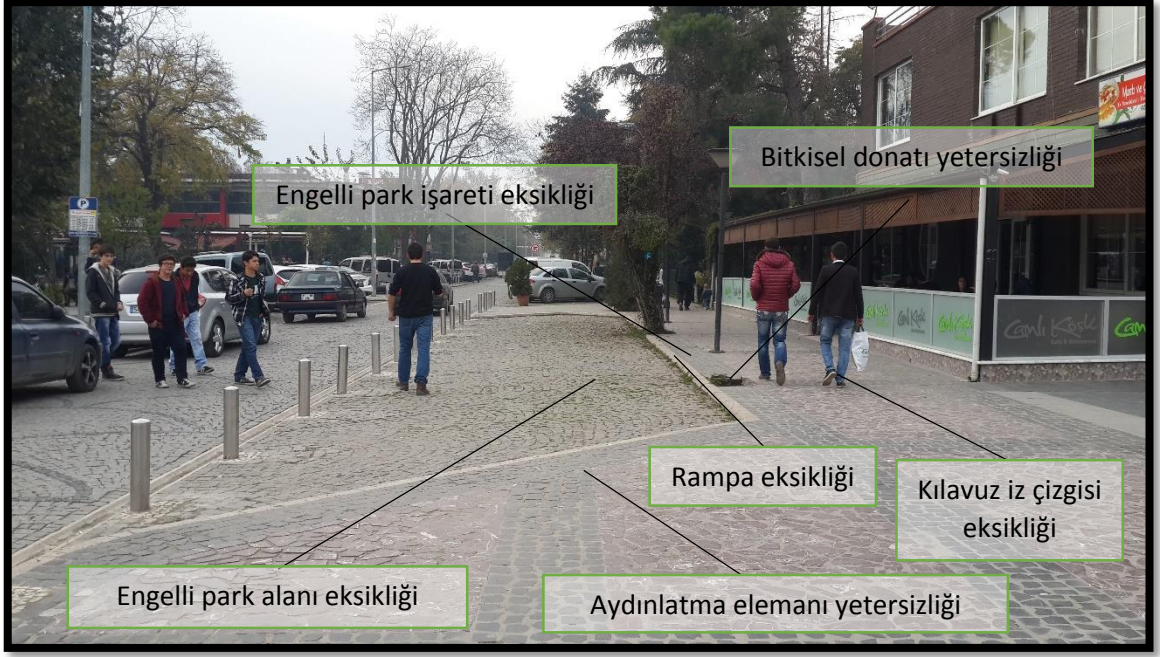 Bitkisel donatı yetersizliği
Engelli park işareti eksikliği
P
Canlı Köşk
Rampa eksikliği
Kılavuz iz çizgisi
eksikliği
Engelli park alanı eksikliği
Aydınlatma elemanı yetersizliği